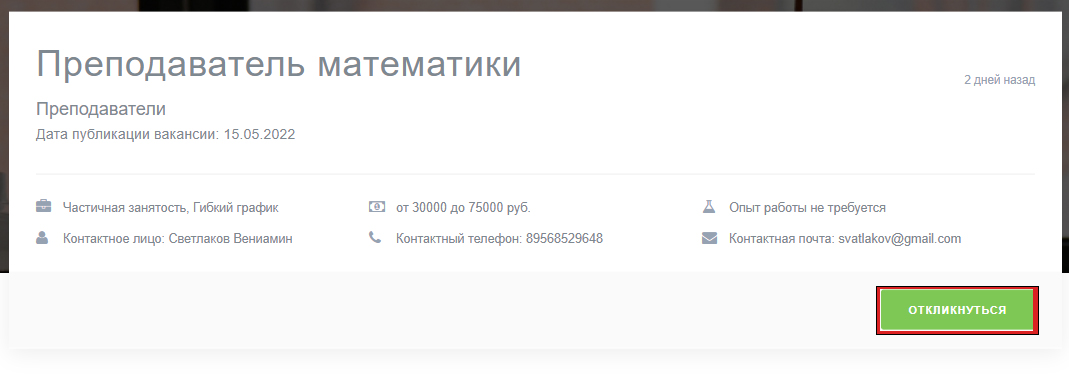 Преподаватель математики
2 дней назад
Преподаватели
Дата публикации вакансии: 15.05.2022
Частичная занятость, Гибкий график
от 30000 до 75000 руб.
Опыт работы не требуется
Контактное лицо: Светлаков Вениамин
Контактный телефон: 89568529648
Контактная почта: svatlakov@gmail.com
ОТКЛИКНУТЬСЯ